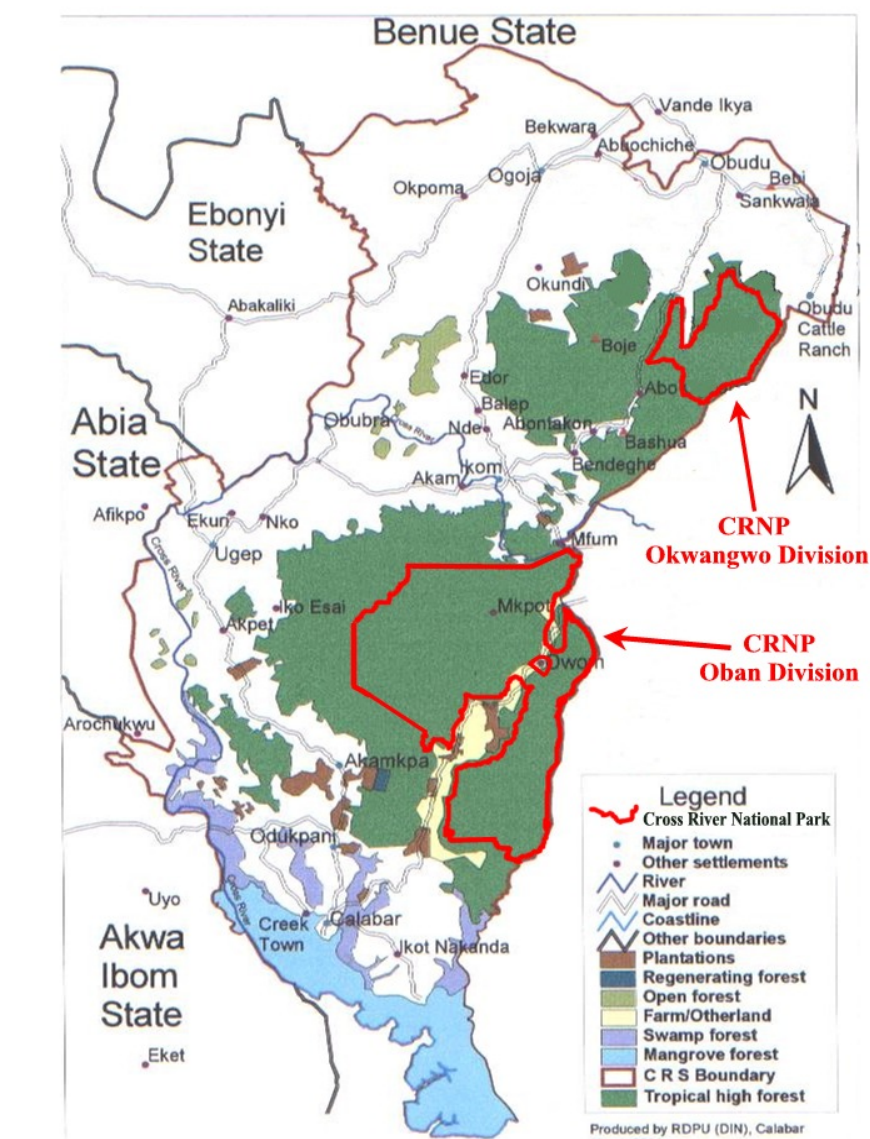 Benue State
Vande Ikya
Bekwara
Abuochiche
Obudu
Ogoja
Bebi
Okpoma
Sankwala
Ebonyi
State
Okundi
Abakaliki
Obudu
Cattle
Ranch
Boje
Edor
Abo
Balep
N
Abia
State
Obubra
Cross River
Nde
Abontakon
Bashua
Ikom
Bendeghe
Akam
Afikpo
Ekun
Nko
CRNP
Okwangwo Division
Mfum
Ugep
Cross River
Iko Esai
Mkpot
Akpet
CRNP
Oban Division
Owom
Arochukwu
Akamkpa
Legend
Cross River National Park
Odukpani
Major town
Other settlements
River
Major road
Coastline
Other boundaries
Plantations
Regenerating forest
Open forest
Farm/Otherland
Swamp forest
Mangrove forest
C R S Boundary
Tropical high forest
Uyo
Cross River
Creek
Town
Calabar
Akwa
Ibom
State
Ikot Nakanda
Eket
Produced by RDPU (DIN), Calabar